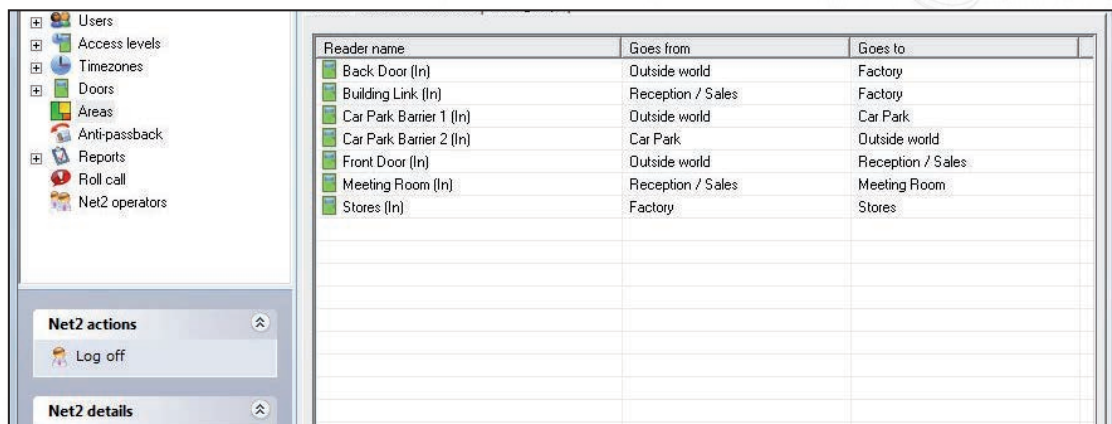 Users
Access levels
Timezones
Doors
Areas
Anti-passback
Reports
Roll call
Net2 operators
Net2 actions
Log off
Net2 details
Reader name Goes from Goes to
Back Door (In) Outside world Factory
Building Link (In) Reception / Sales Factory
Car Park Barrier 1 (In) Outside world Car Park
Car Park Barrier 2 (In) Car Park Outside world
Front Door (In) Outside world Reception / Sales
Meeting Room (In) Reception / Sales Meeting Room
Stores (In) Factory Stores